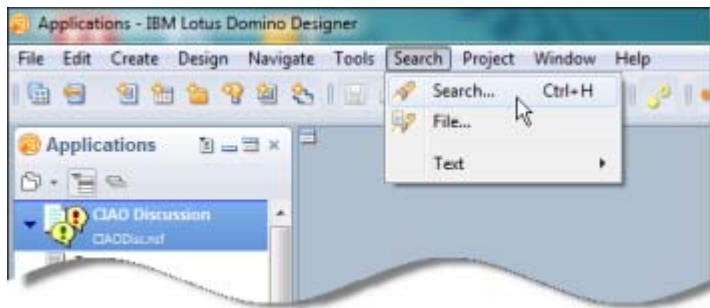 Applications - IBM Lotus Domino Designer
File Edit Create Design Navigate Tools Search Project Window Help
Search... Ctrl+H
File...
Text
Applications
CIAO Discussion
CIAODisc.nsf